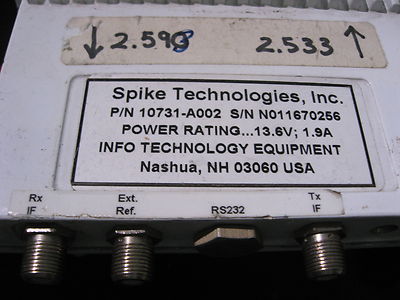 ↓ 2.598 2.533 ↑
Spike Technologies, Inc.
P/N 10731-A002 S/N N011670256
POWER RATING...13.6V; 1.9A
INFO TECHNOLOGY EQUIPMENT
Nashua, NH 03060 USA
Rx IF
Ext. Ref.
RS232
Tx IF